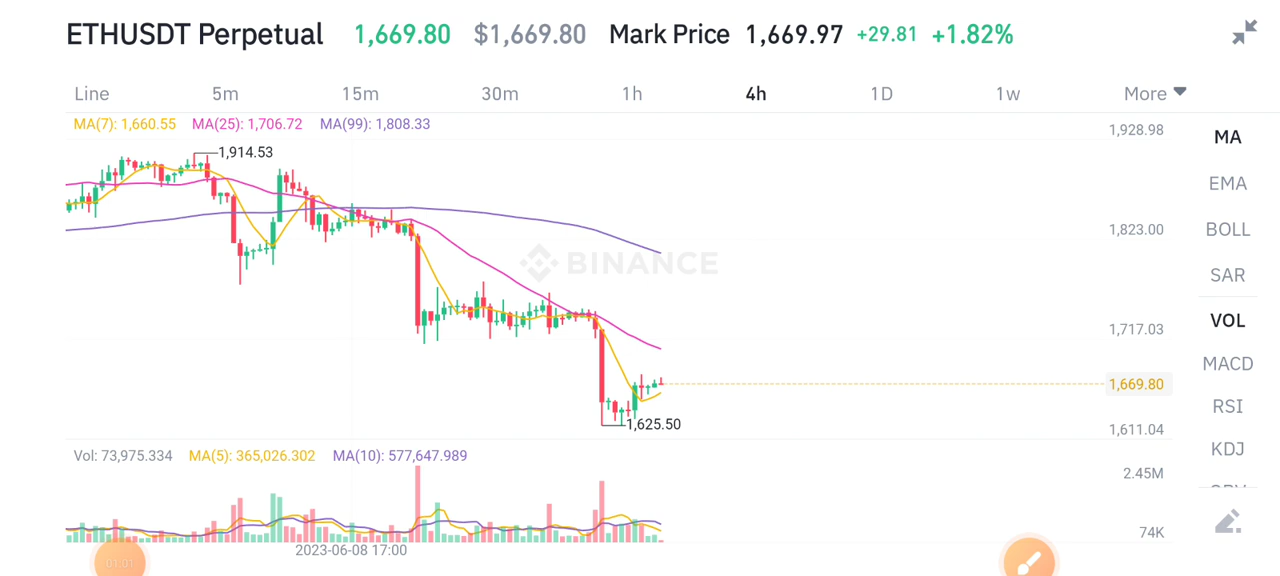 ETHUSDT Perpetual 1,669.80 $1,669.80 Mark Price 1,669.97 +29.81 +1.82%
Line 5m 15m 30m 1h 4h 1D 1w More
MA(7): 1,660.55 MA(25): 1,706.72 MA(99): 1,808.33
1,928.98
MA
1,914.53
EMA
1,823.00
BOLL
BINANCE
SAR
VOL
1,717.03
MACD
1,669.80
RSI
1,625.50
1,611.04
KDJ
Vol: 73,975.334 MA(5): 365,026.302 MA(10): 577,647.989
2.45M
74K
2023-06-08 17:00
01:01